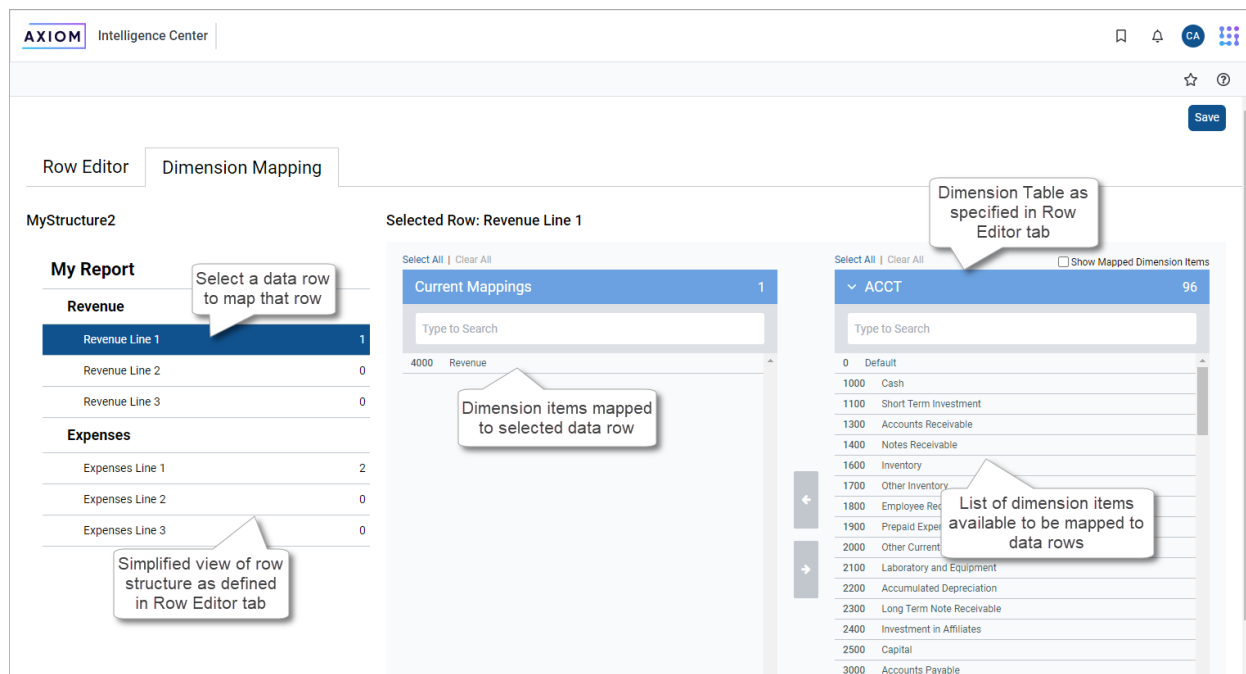 AXIOM Intelligence Center
CA
Save
Row Editor
Dimension Mapping
MyStructure2
My Report
Revenue
Revenue Line 1 1
Revenue Line 2 0
Revenue Line 3 0
Expenses
Expenses Line 1 2
Expenses Line 2 0
Expenses Line 3 0
Select a data row
to map that row
Simplified view of row
structure as defined
in Row Editor tab
Selected Row: Revenue Line 1
Select All | Clear All
Current Mappings 1
Type to Search
4000 Revenue
Dimension items mapped
to selected data row
Dimension Table as
specified in Row
Editor tab
Select All | Clear All
Show Mapped Dimension Items
ACCT 96
Type to Search
0 Default
1000 Cash
1100 Short Term Investment
1300 Accounts Receivable
1400 Notes Receivable
1600 Inventory
1700 Other Inventory
1800 Employee
1900 Prepaid
2000 Other Current
2100 Laboratory and Equipment
2200 Accumulated Depreciation
2300 Long Term Note Receivable
2400 Investment in Affiliates
2500 Capital
3000 Accounts Payable
List of dimension items
available to be mapped to
data rows